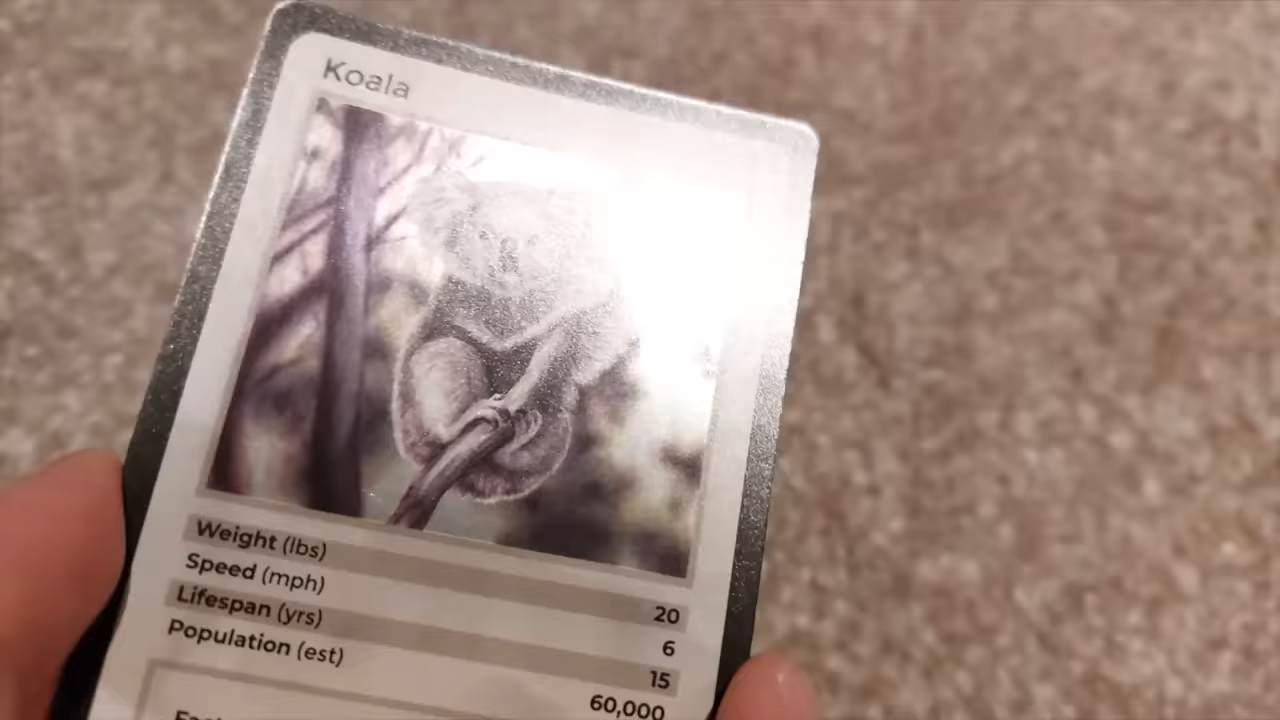 Koala
Weight (lbs) 20
Speed (mph) 6
Lifespan (yrs) 15
Population (est) 60,000